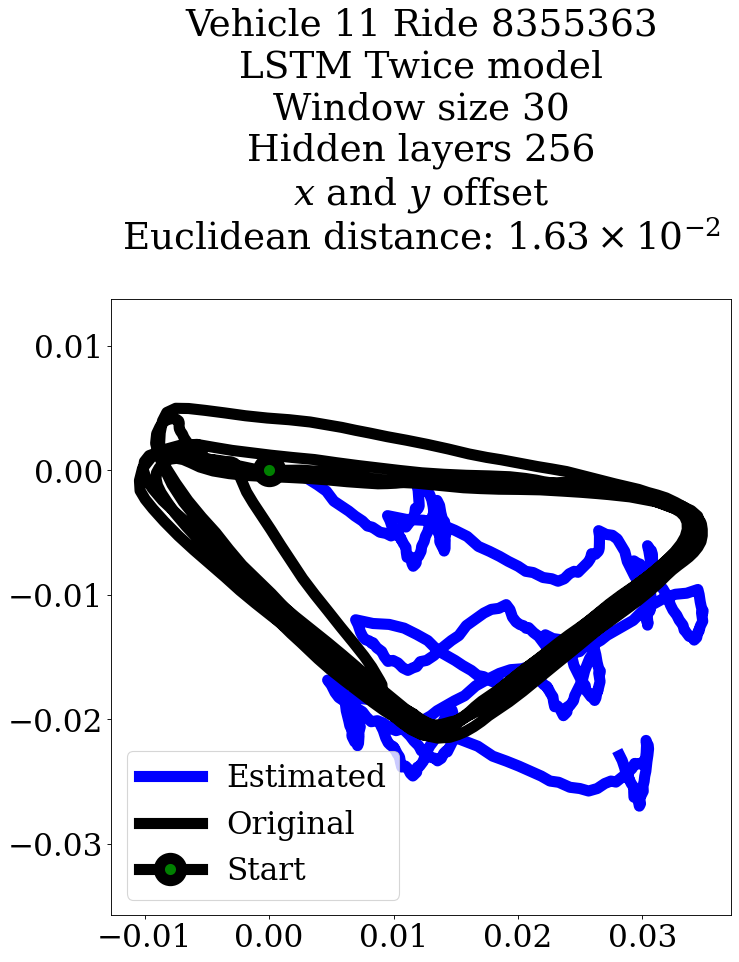 Vehicle 11 Ride 8355363
LSTM Twice model
Window size 30
Hidden layers 256
x and y offset
Euclidean distance: 1.63 × 10⁻²
0.01
0.00
−0.01
−0.02
−0.03
Estimated
Original
Start
−0.01 0.00 0.01 0.02 0.03